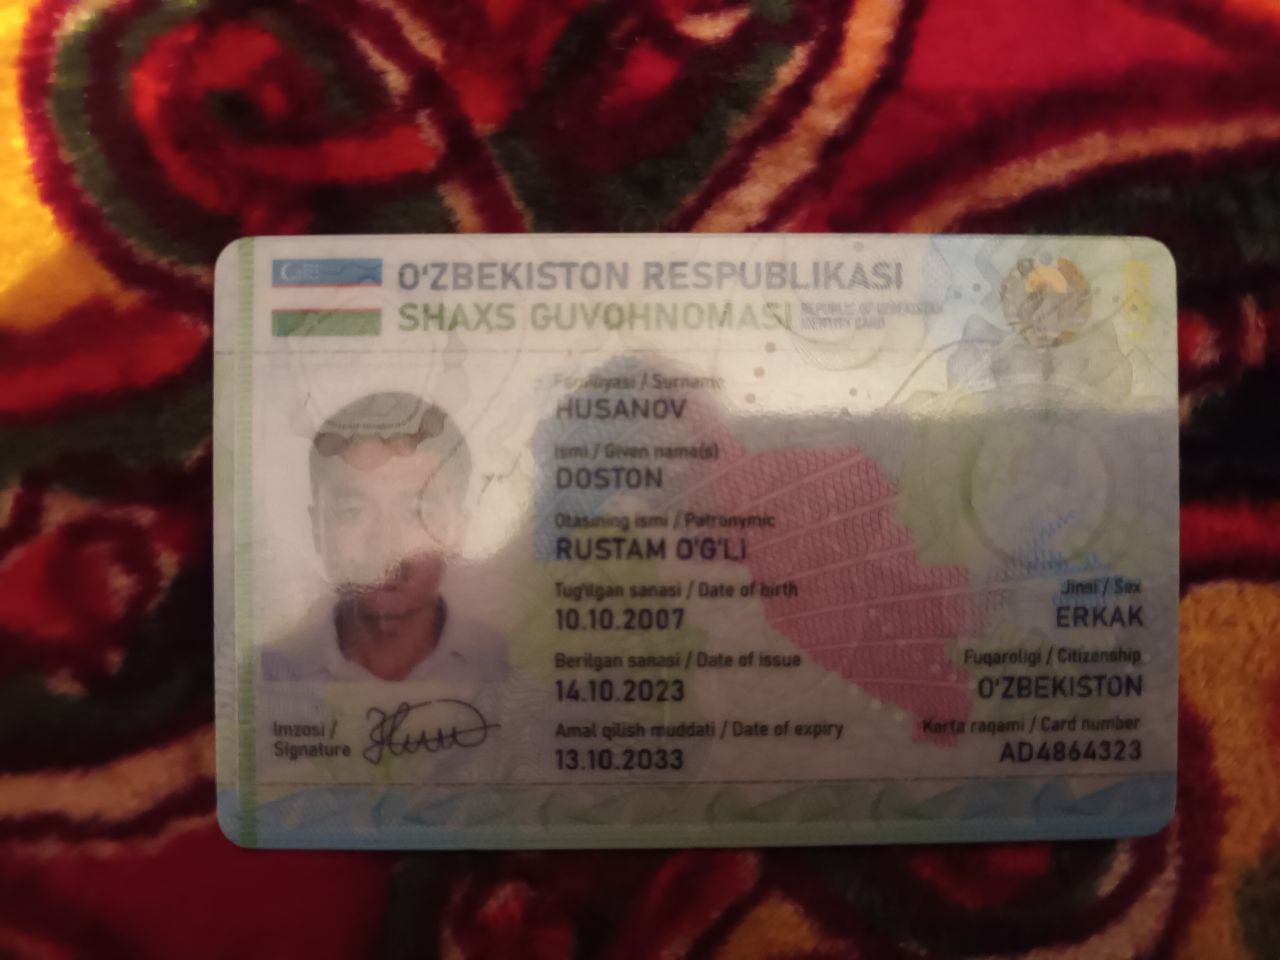 O'ZBEKISTON RESPUBLIKASI
SHAXS GUVOHNOMASI
REPUBLIC OF UZBEKISTAN
IDENTITY CARD
Familiyasi / Surname
HUSANOV
Ismi / Given name(s)
DOSTON
Otasining ismi / Patronymic
RUSTAM O'G'LI
Tug'ilgan sanasi / Date of birth
10.10.2007
Jinsi / Sex
ERKAK
Berilgan sanasi / Date of issue
14.10.2023
Fuqaroligi / Citizenship
O'ZBEKISTON
Imzosi /
Signature
Amal qilish muddati / Date of expiry
13.10.2033
Karta raqami / Card number
AD4864323